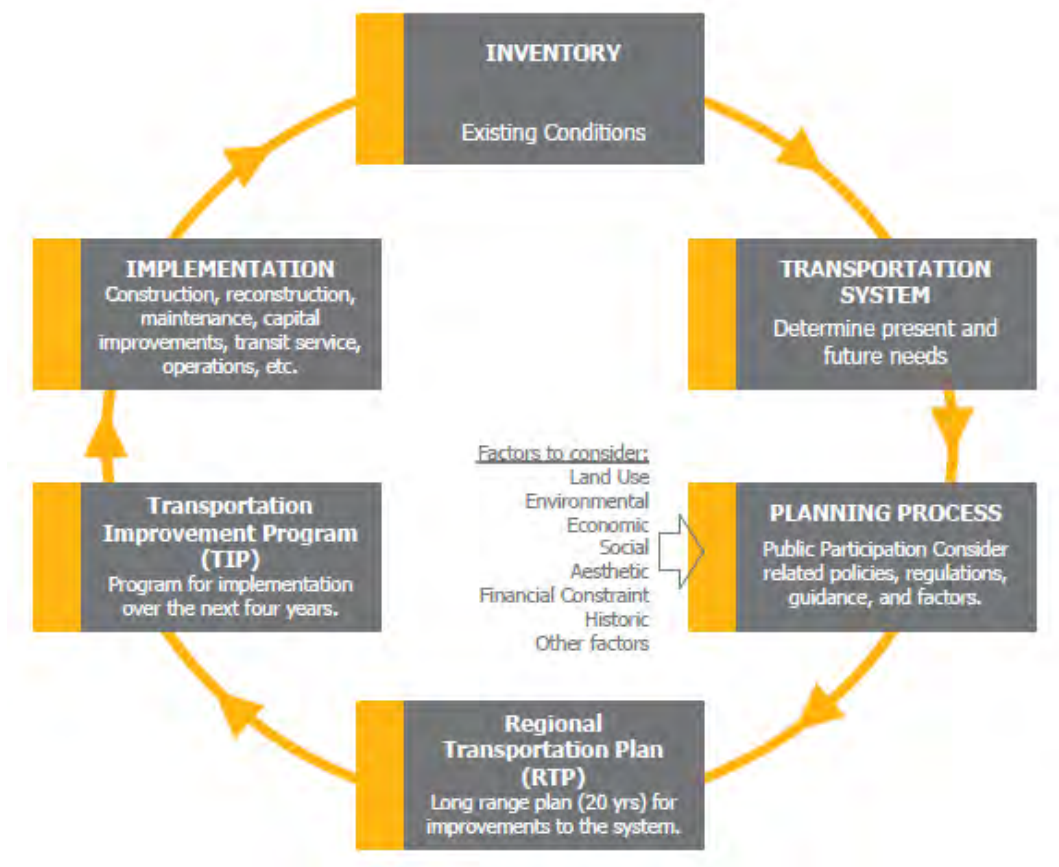 INVENTORY
Existing Conditions
TRANSPORTATION
SYSTEM
Determine present and
future needs
PLANNING PROCESS
Public Participation Consider
related policies, regulations,
guidance, and factors.
Factors to consider:
Land Use
Environmental
Economic
Social
Aesthetic
Financial Constraint
Historic
Other factors
Regional
Transportation Plan
(RTP)
Long range plan (20 yrs) for
improvements to the system.
Transportation
Improvement Program
(TIP)
Program for implementation
over the next four years.
IMPLEMENTATION
Construction, reconstruction,
maintenance, capital
improvements, transit service,
operations, etc.